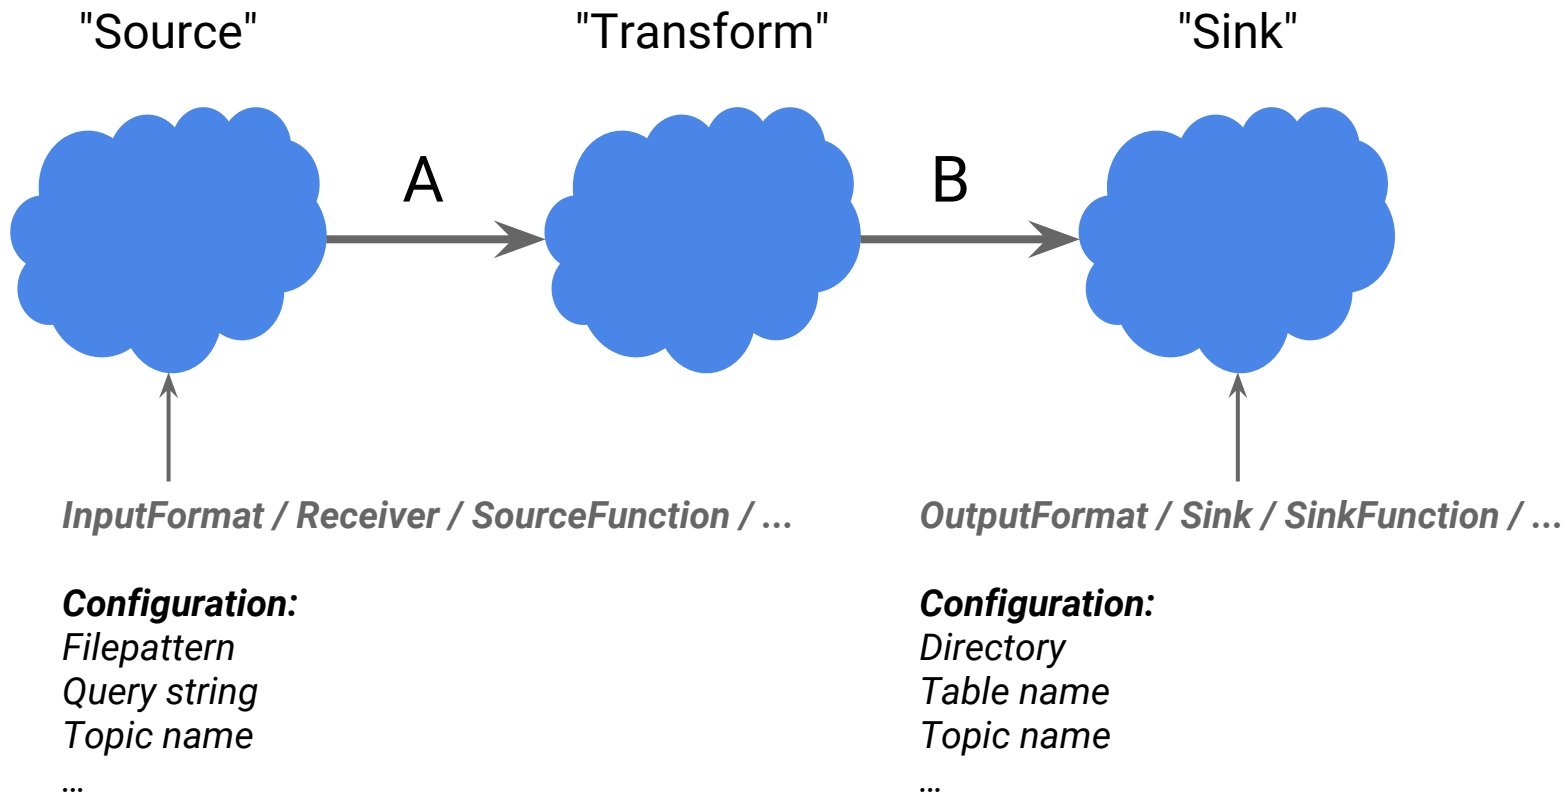 "Source"
"Transform"
"Sink"
A
B
InputFormat / Receiver / SourceFunction / ...
Configuration:
Filepattern
Query string
Topic name
...
OutputFormat / Sink / SinkFunction / ...
Configuration:
Directory
Table name
Topic name
...